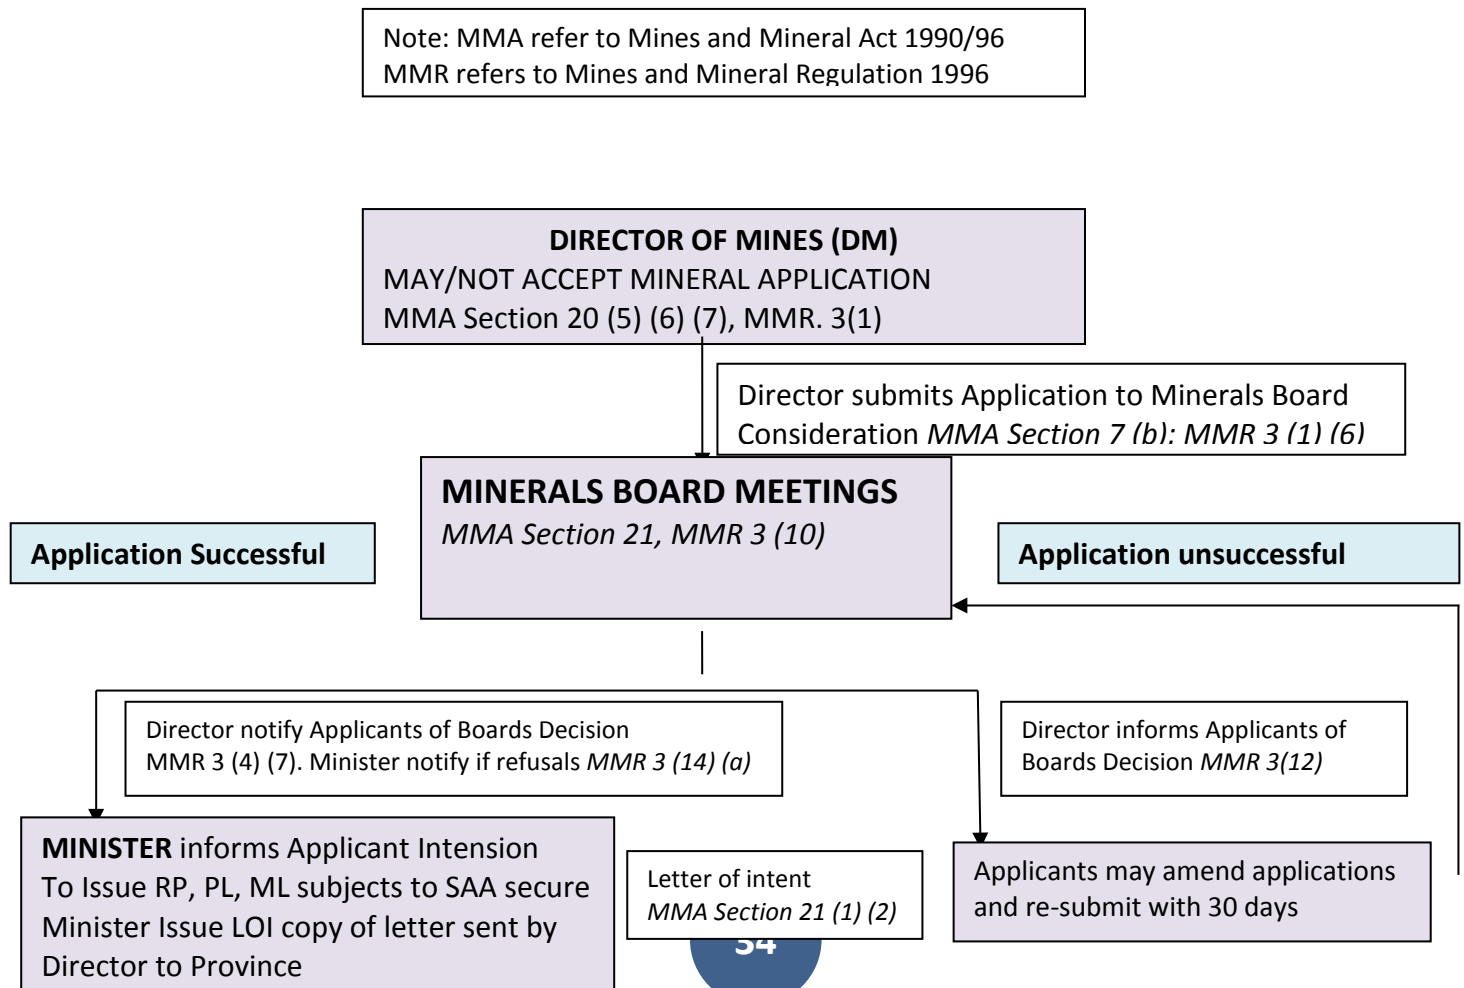 Note: MMA refer to Mines and Mineral Act 1990/96
MMR refers to Mines and Mineral Regulation 1996
DIRECTOR OF MINES (DM)
MAY/NOT ACCEPT MINERAL APPLICATION
MMA Section 20 (5) (6) (7), MMR. 3(1)
Director submits Application to Minerals Board
Consideration MMA Section 7 (b): MMR 3 (1) (6)
MINERALS BOARD MEETINGS
MMA Section 21, MMR 3 (10)
Application Successful
Application unsuccessful
Director notify Applicants of Boards Decision
MMR 3 (4) (7). Minister notify if refusals MMR 3 (14) (a)
Director informs Applicants of
Boards Decision MMR 3(12)
MINISTER informs Applicant Intension
To Issue RP, PL, ML subjects to SAA secure
Minister Issue LOI copy of letter sent by
Director to Province
Letter of intent
MMA Section 21 (1) (2)
Applicants may amend applications
and re-submit with 30 days
34